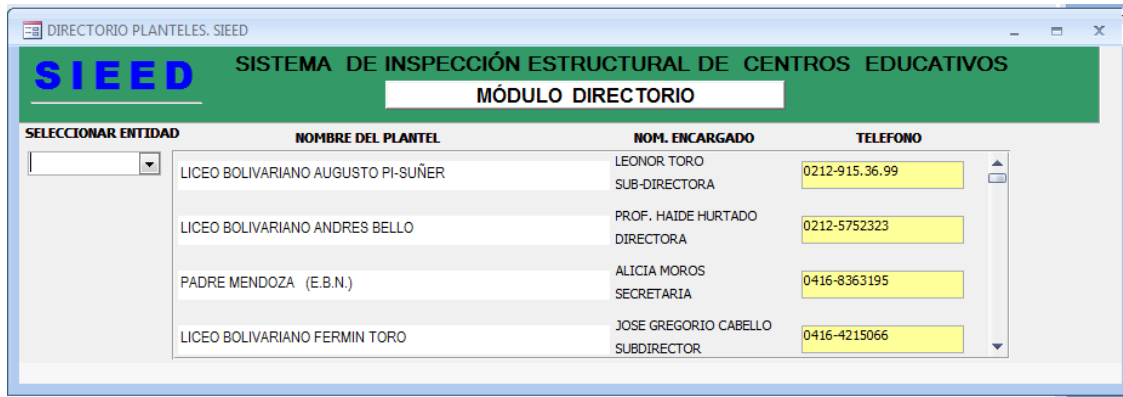 DIRECTORIO PLANTELES. SIEED
SIEED
SISTEMA DE INSPECCIÓN ESTRUCTURAL DE CENTROS EDUCATIVOS
MÓDULO DIRECTORIO
SELECCIONAR ENTIDAD
NOMBRE DEL PLANTEL NOM. ENCARGADO TELEFONO
LICEO BOLIVARIANO AUGUSTO PI-SUÑER
LEONOR TORO
SUB-DIRECTORA
0212-915.36.99
LICEO BOLIVARIANO ANDRES BELLO
PROF. HAIDE HURTADO
DIRECTORA
0212-5752323
PADRE MENDOZA (E.B.N.)
ALICIA MOROS
SECRETARIA
0416-8363195
LICEO BOLIVARIANO FERMIN TORO
JOSE GREGORIO CABELLO
SUBDIRECTOR
0416-4215066